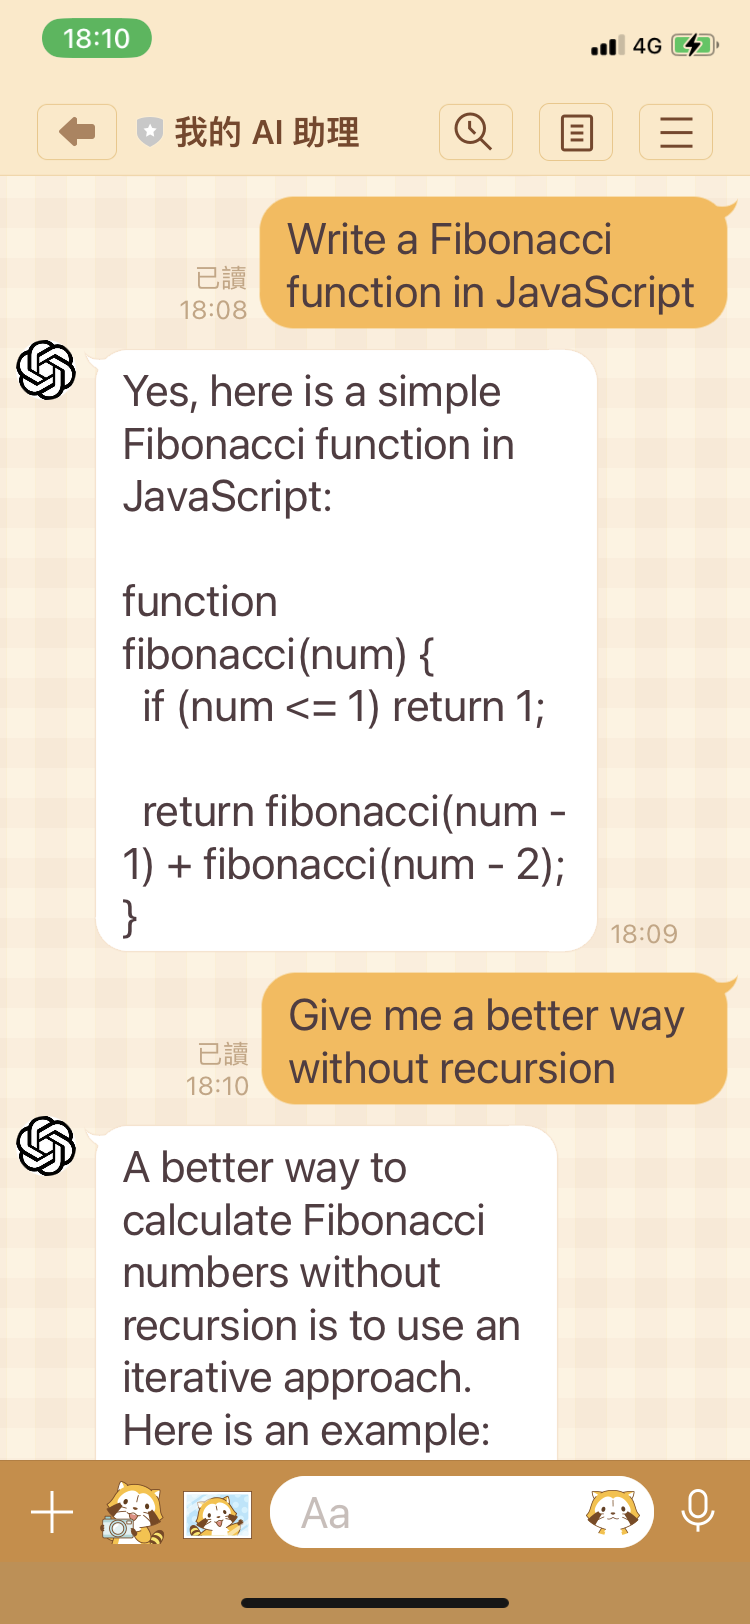 18:10
4G
我的 AI 助理
Write a Fibonacci
function in JavaScript
已讀
18:08
Yes, here is a simple
Fibonacci function in
JavaScript:
function
fibonacci(num) {
if (num <= 1) return 1;
return fibonacci(num -
1) + fibonacci(num - 2);
}
18:09
Give me a better way
without recursion
已讀
18:10
A better way to
calculate Fibonacci
numbers without
recursion is to use an
iterative approach.
Here is an example:
Aa